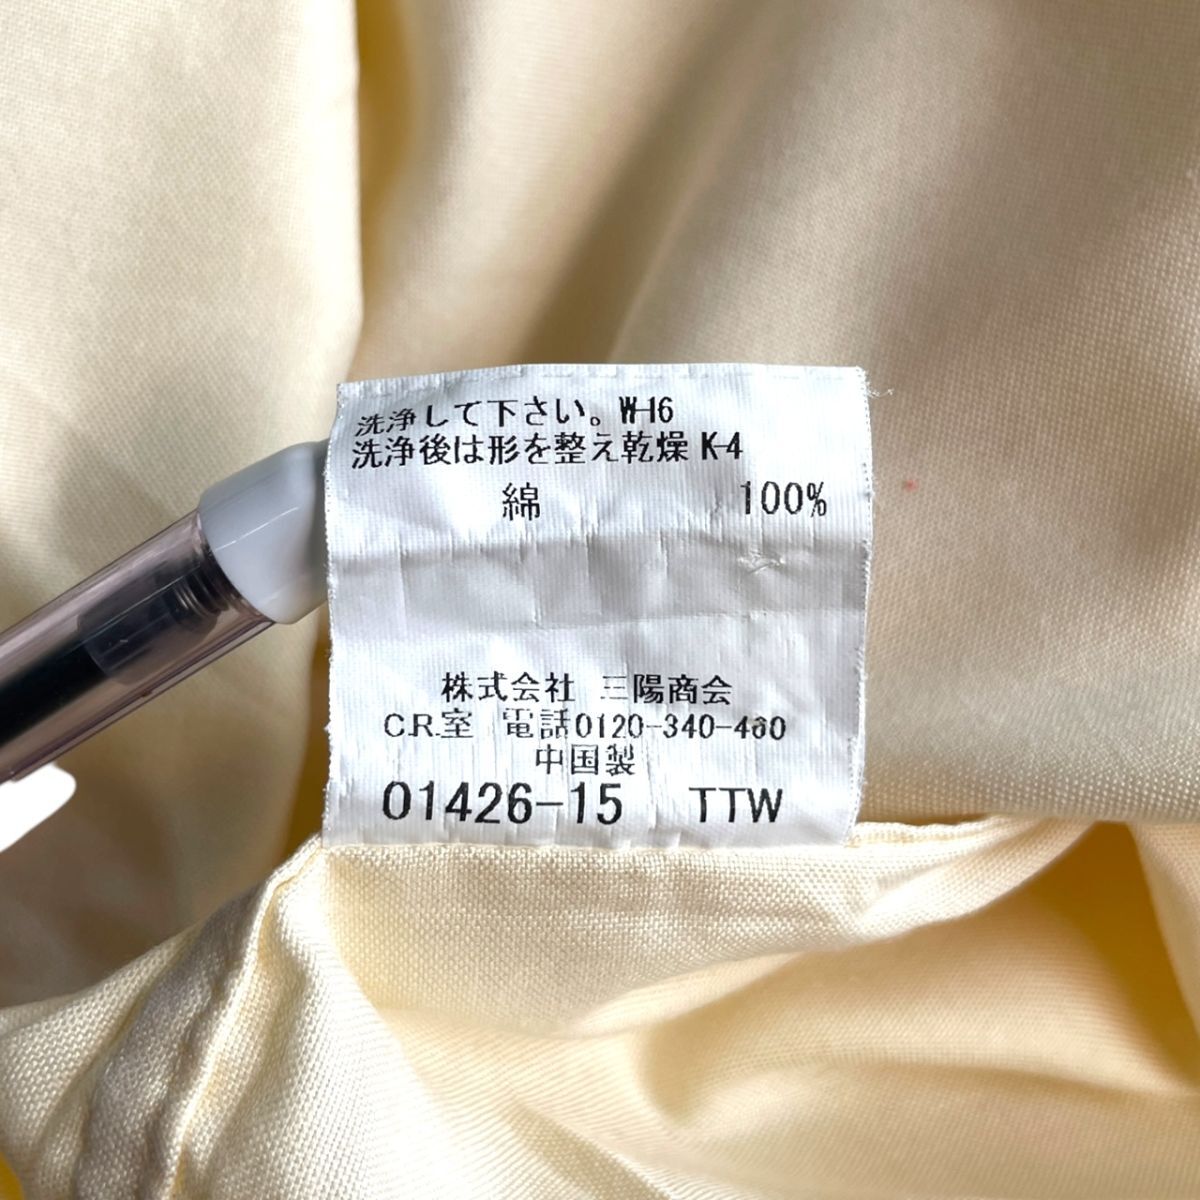 洗浄して下さい。W-16
洗浄後は形を整え乾燥 K-4
綿 100%
株式会社 三陽商会
C.R.室 電話0120-340-460
中国製
01426-15 TTW